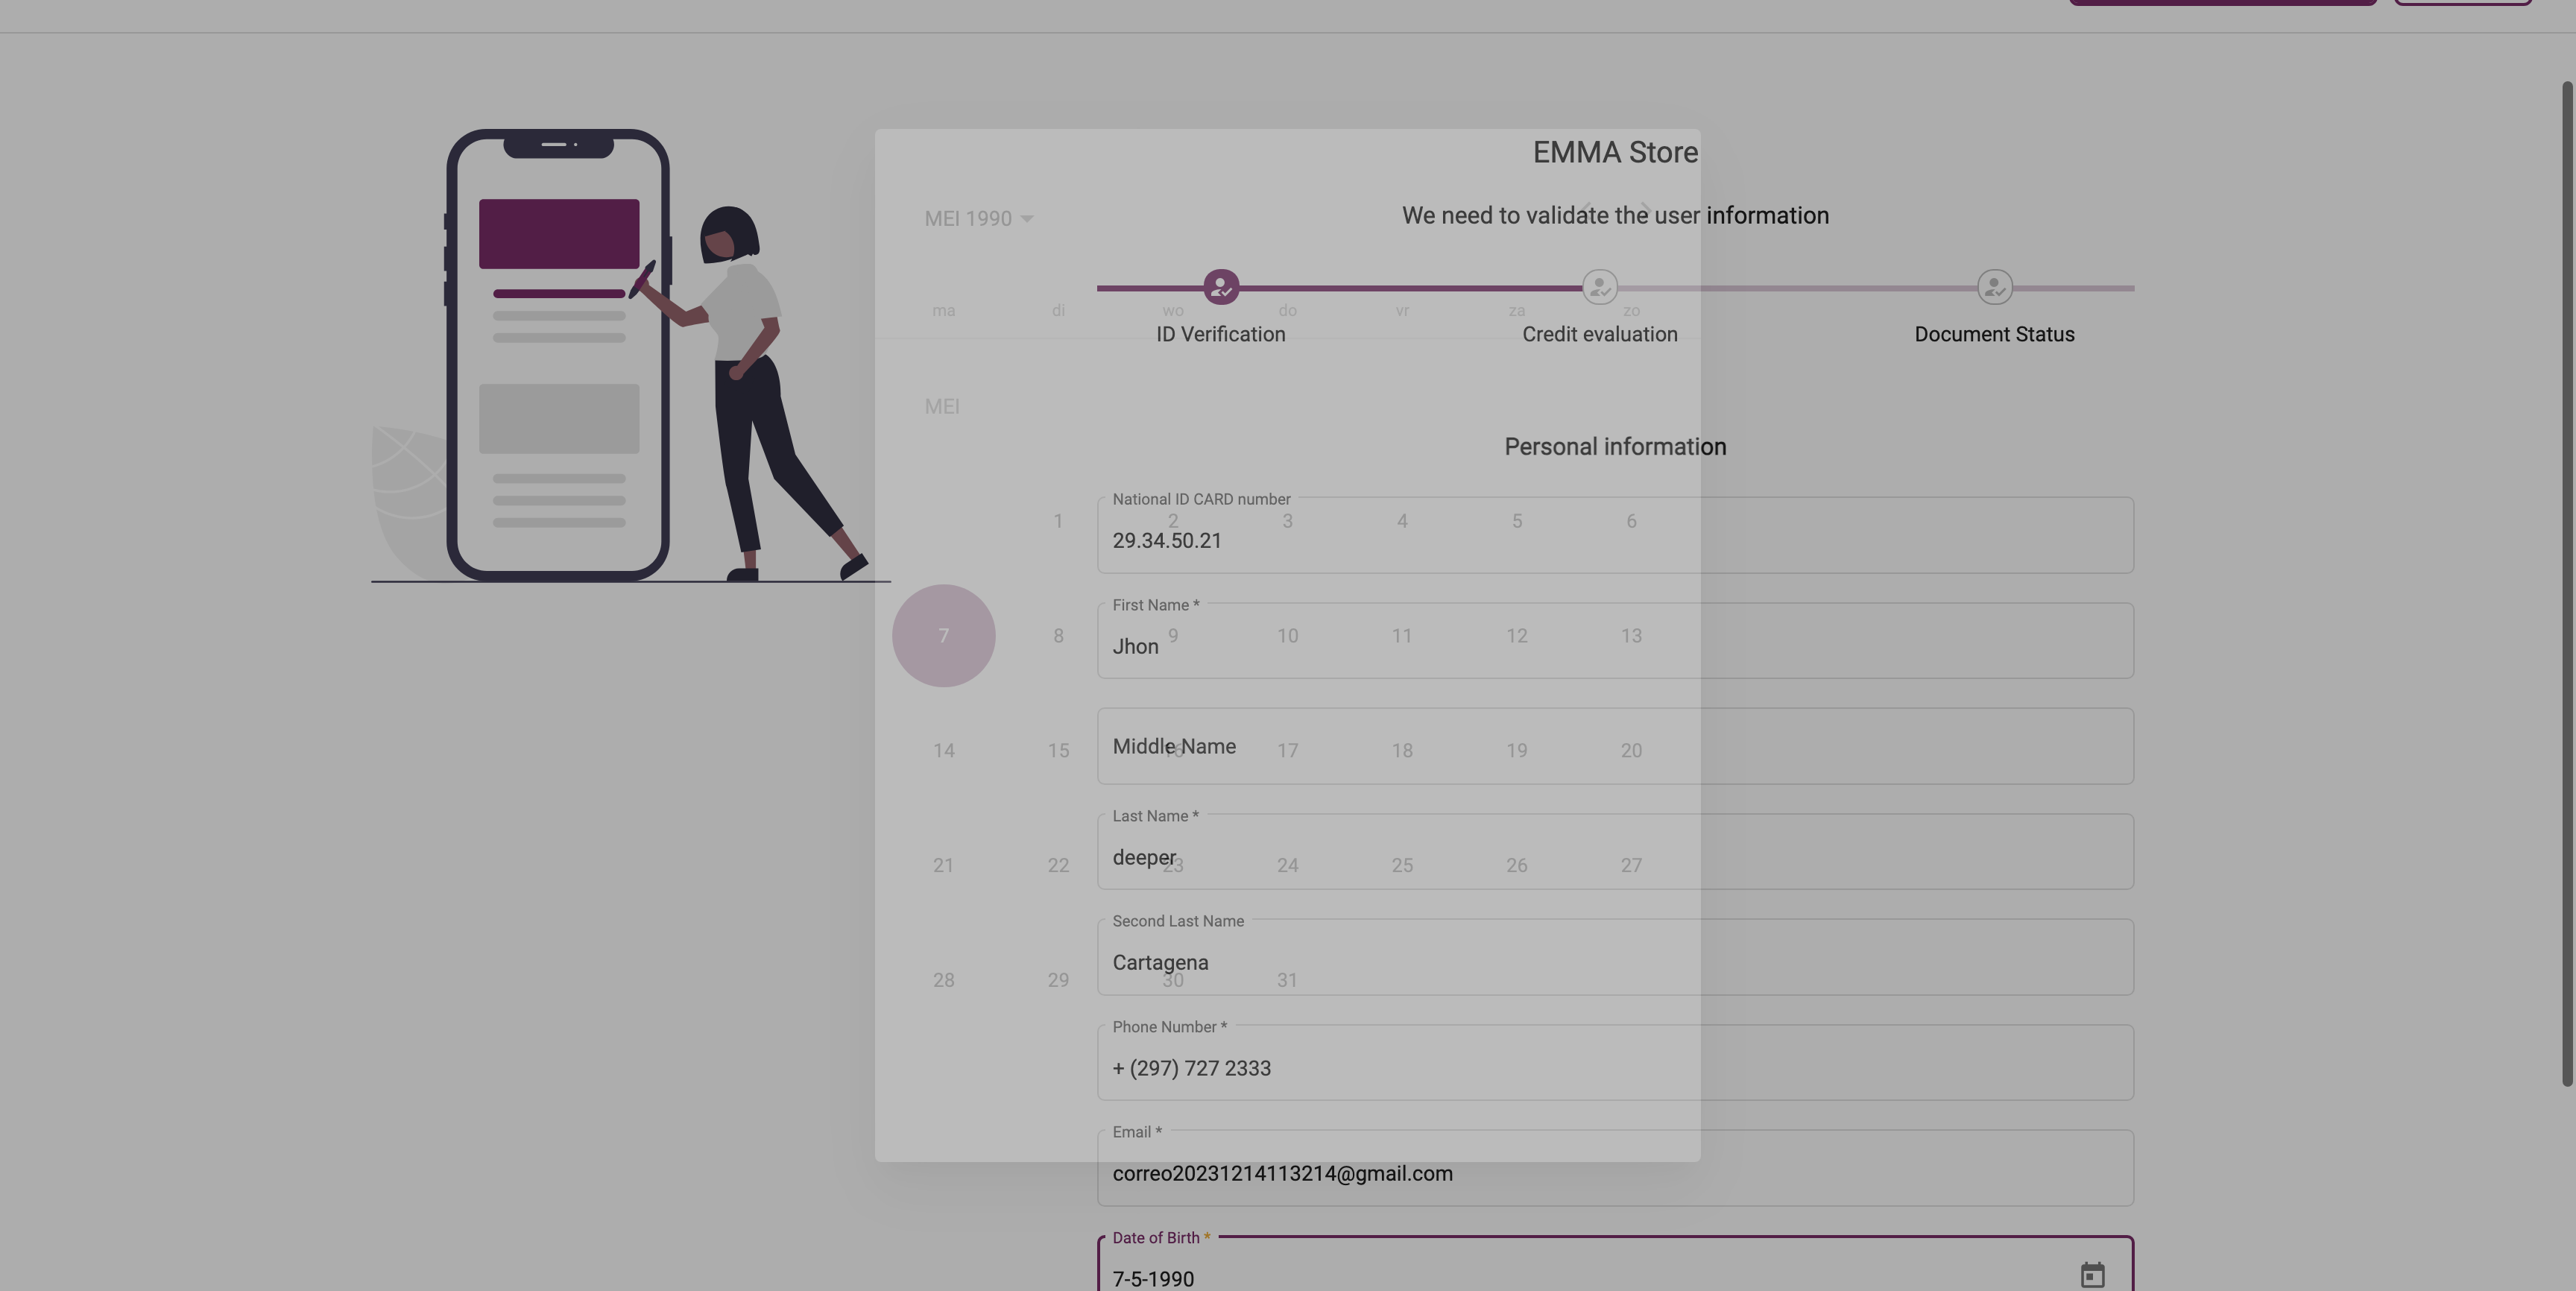 EMMA Store
We need to validate the user information
ID Verification
Credit evaluation
Document Status
Personal information
National ID CARD number
29.34.50.21
First Name *
Jhon
Middle Name
Last Name *
deeper
Second Last Name
Cartagena
Phone Number *
+ (297) 727 2333
Email *
correo20231214113214@gmail.com
Date of Birth *
7-5-1990
MEI 1990
ma di wo do vr za zo
MEI
1 2 3 4 5 6
7 8 9 10 11 12 13
14 15 16 17 18 19 20
21 22 23 24 25 26 27
28 29 30 31